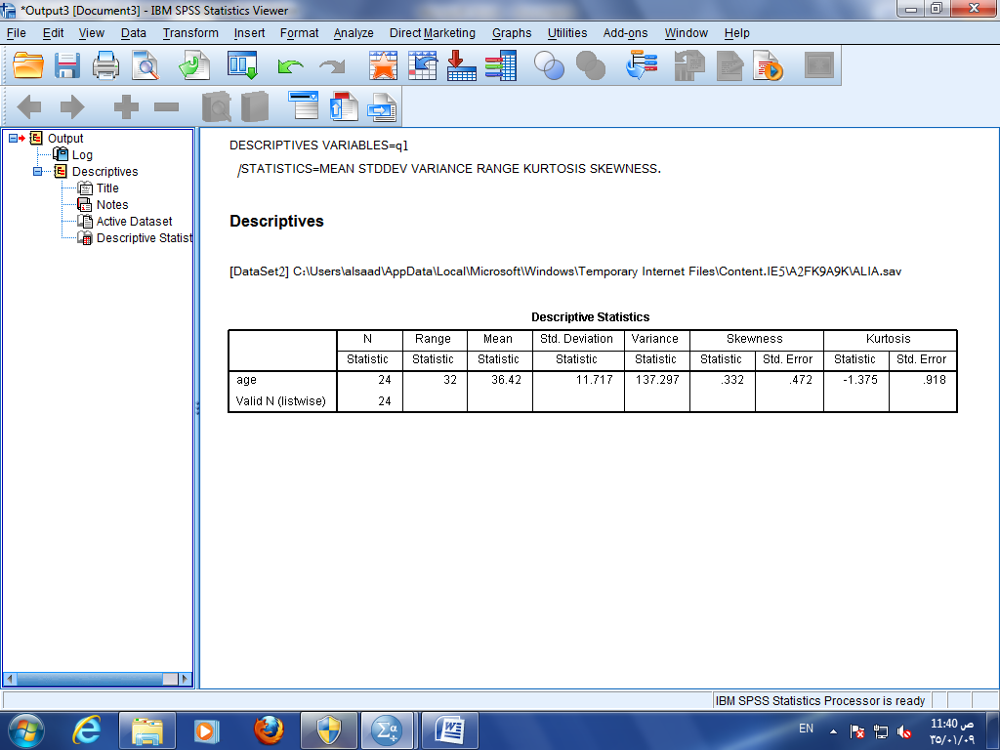 *Output3 [Document3] - IBM SPSS Statistics Viewer
File Edit View Data Transform Insert Format Analyze Direct Marketing Graphs Utilities Add-ons Window Help
Output
Log
Descriptives
Title
Notes
Active Dataset
Descriptive Statist
DESCRIPTIVES VARIABLES=q1
/STATISTICS=MEAN STDDEV VARIANCE RANGE KURTOSIS SKEWNESS.
Descriptives
[DataSet2] C:\Users\alsaad\AppData\Local\Microsoft\Windows\Temporary Internet Files\Content.IE5\A2FK9A9K\ALIA.sav
Descriptive Statistics
N Range Mean Std. Deviation Variance Skewness Kurtosis
Statistic Statistic Statistic Statistic Statistic Statistic Std. Error Statistic Std. Error
age 24 32 36.42 11.717 137.297 .332 .472 -1.375 .918
Valid N (listwise) 24
IBM SPSS Statistics Processor is ready
EN
11:40 ص
٣٥/٠١/٠٩